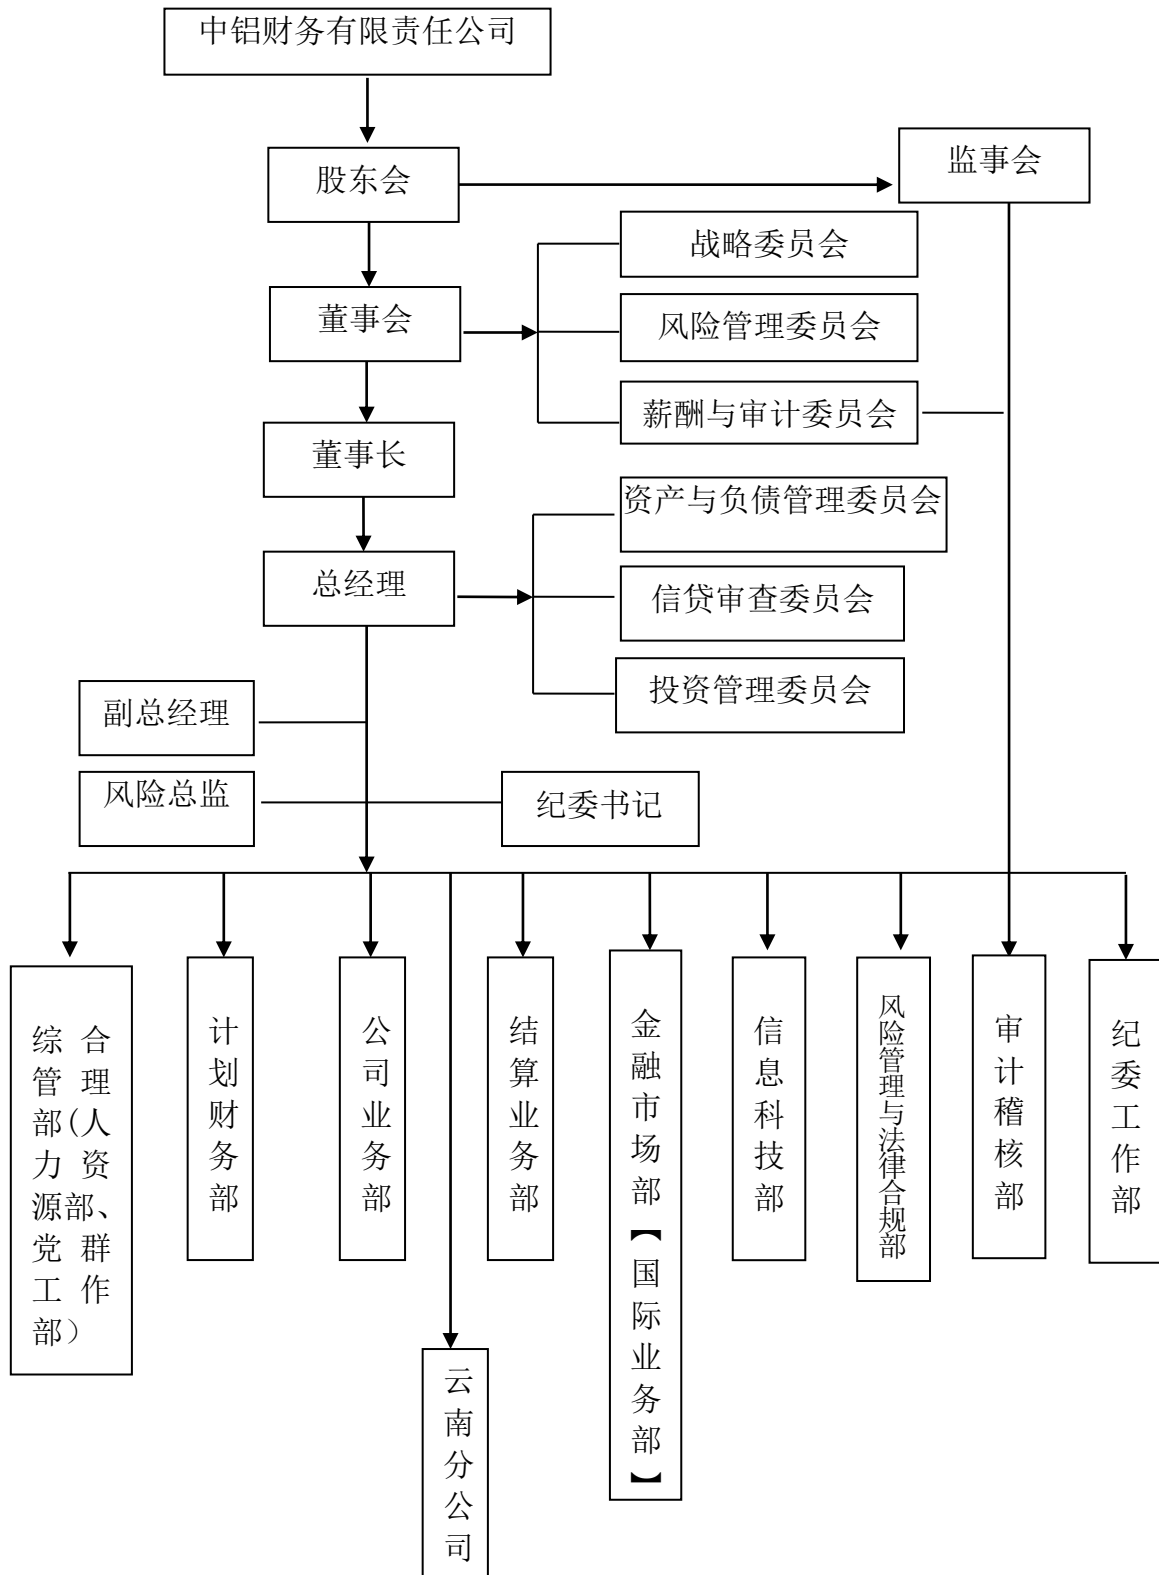 中铝财务有限责任公司
股东会
监事会
战略委员会
董事会
风险管理委员会
薪酬与审计委员会
董事长
资产与负债管理委员会
总经理
信贷审查委员会
投资管理委员会
副总经理
风险总监
纪委书记
综合
管理
部(人
力资
源部、
党群
工作
部）
计划财务部
公司业务部
云南分公司
结算业务部
金融市场部【国际业务部】
信息科技部
风险管理与法律合规部
审计稽核部
纪委工作部